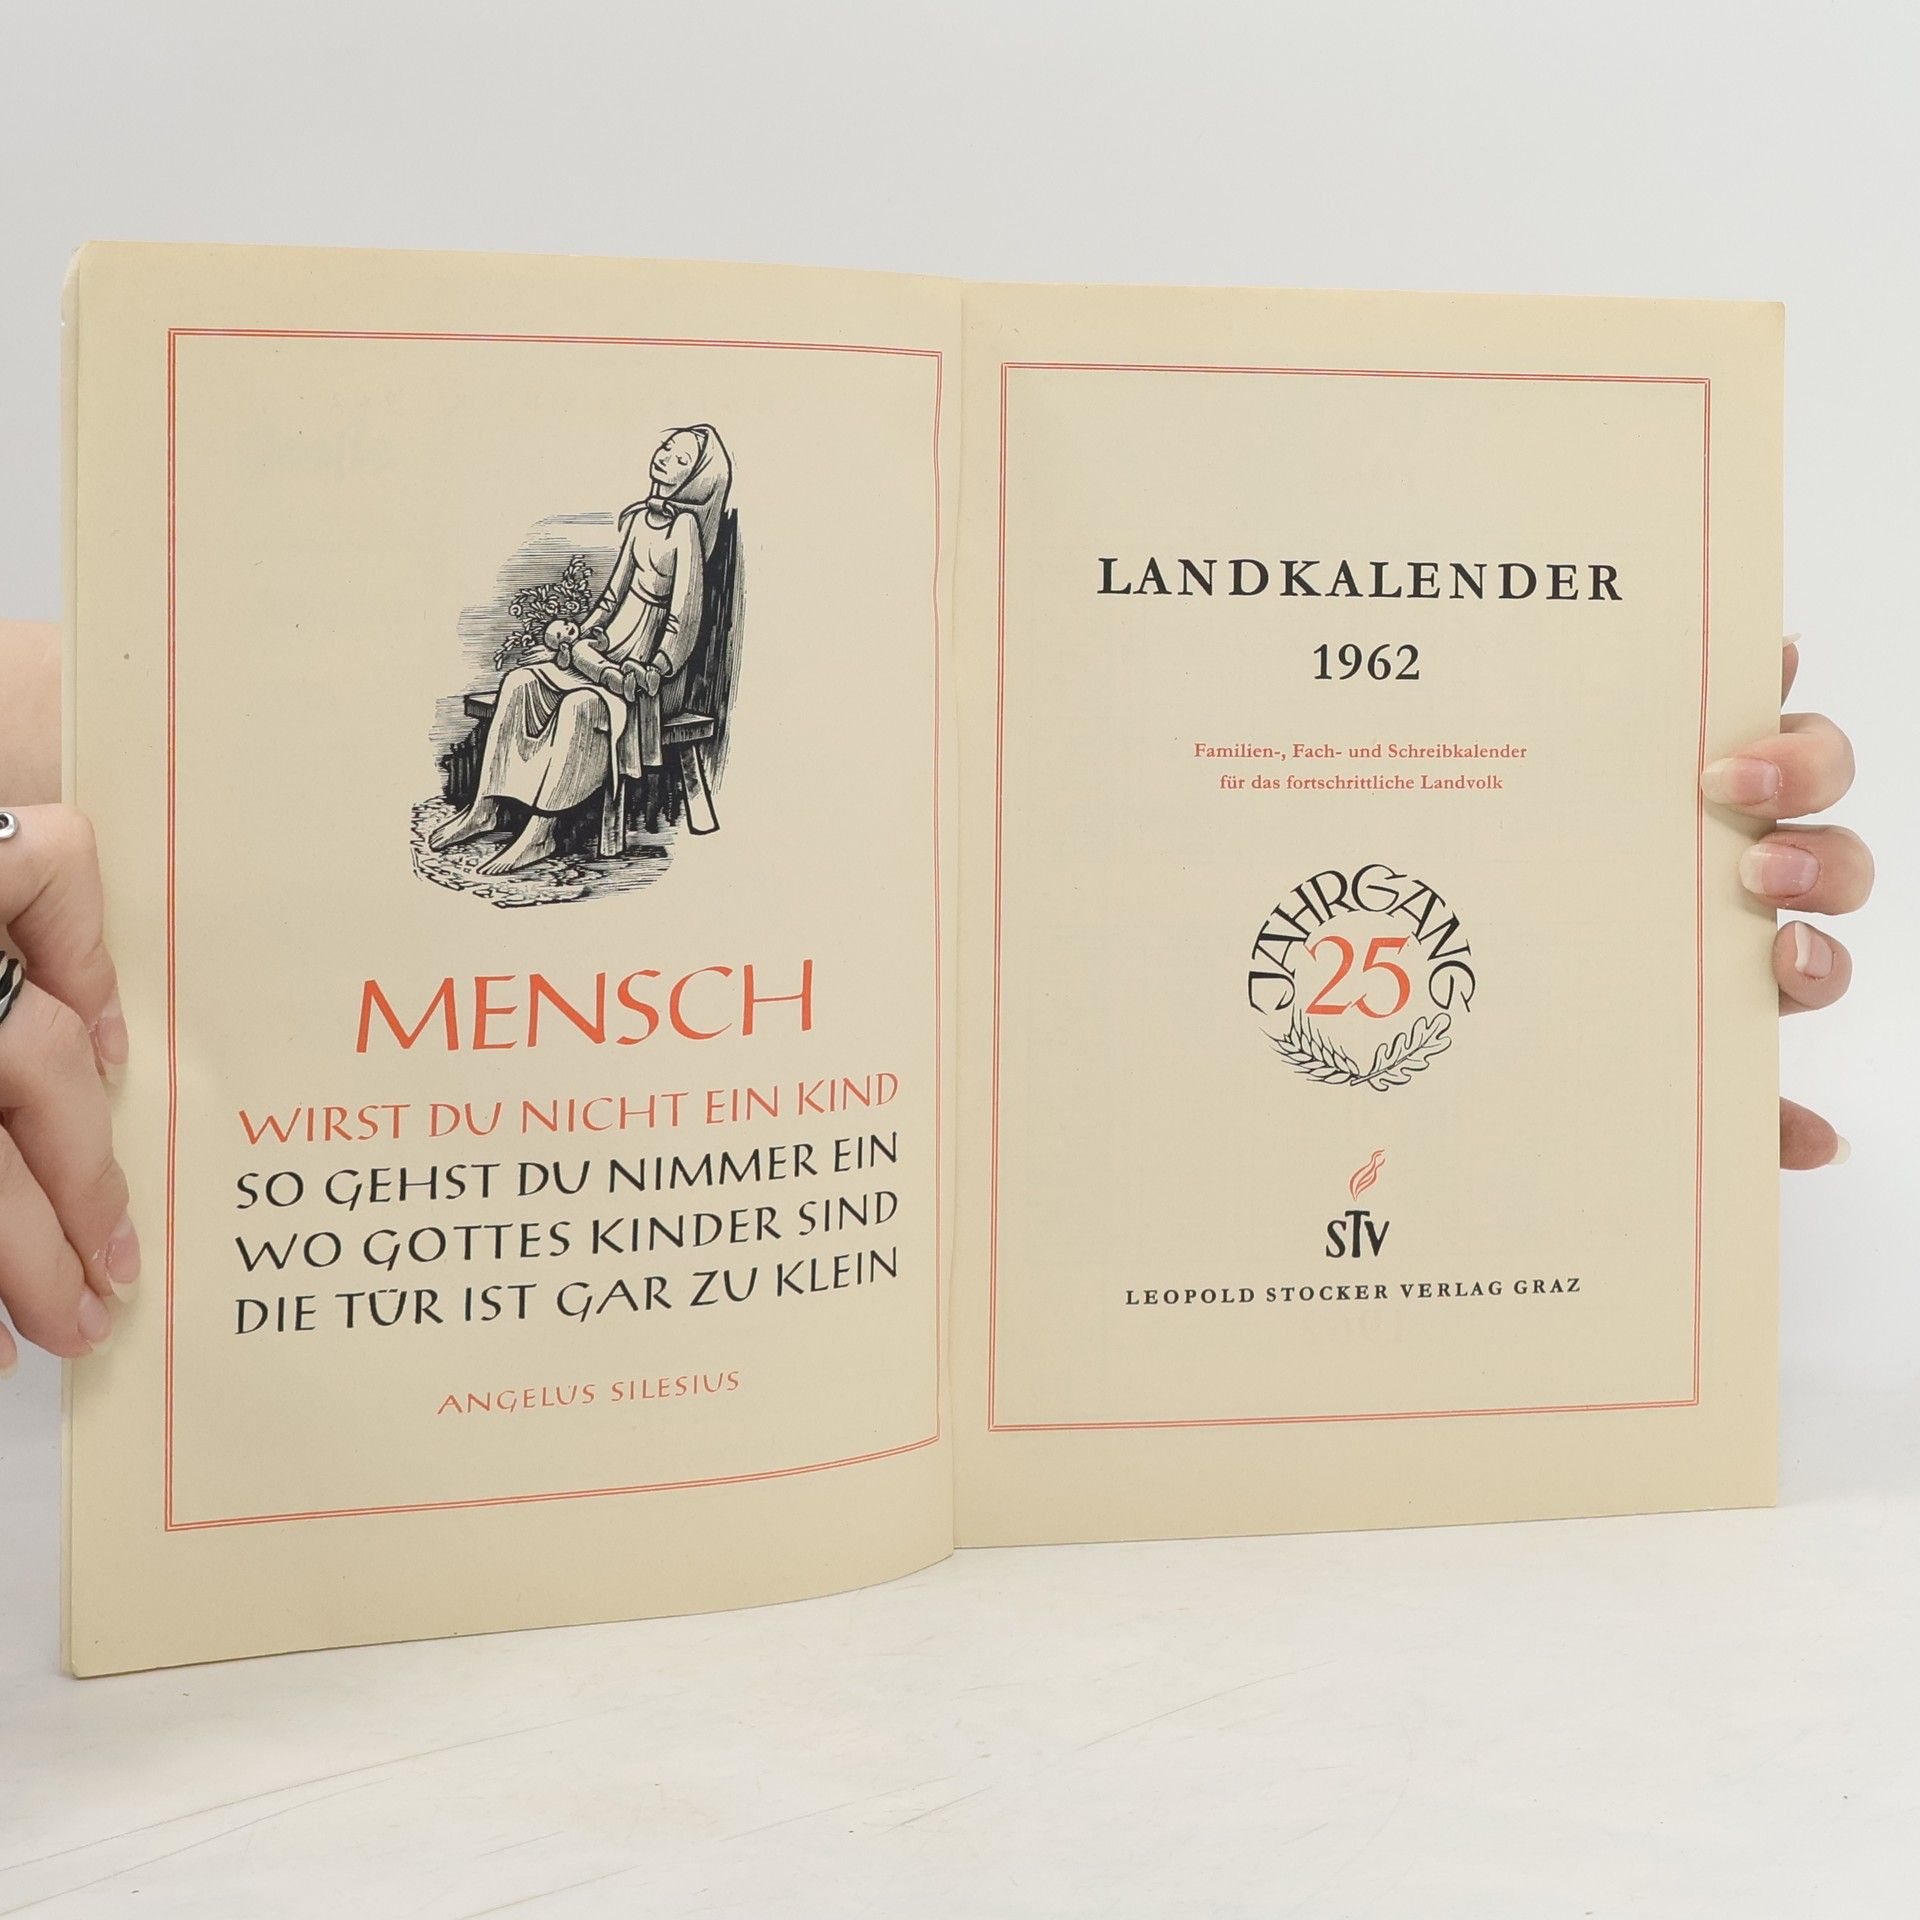 MENSCH
WIRST DU NICHT EIN KIND
SO GEHST DU NIMMER EIN
WO GOTTES KINDER SIND
DIE TÜR IST GAR ZU KLEIN
ANGELUS SILESIUS
LANDKALENDER
1962
Familien-, Fach- und Schreibkalender
für das fortschrittliche Landvolk
JAHRGANG
25
STV
LEOPOLD STOCKER VERLAG GRAZ